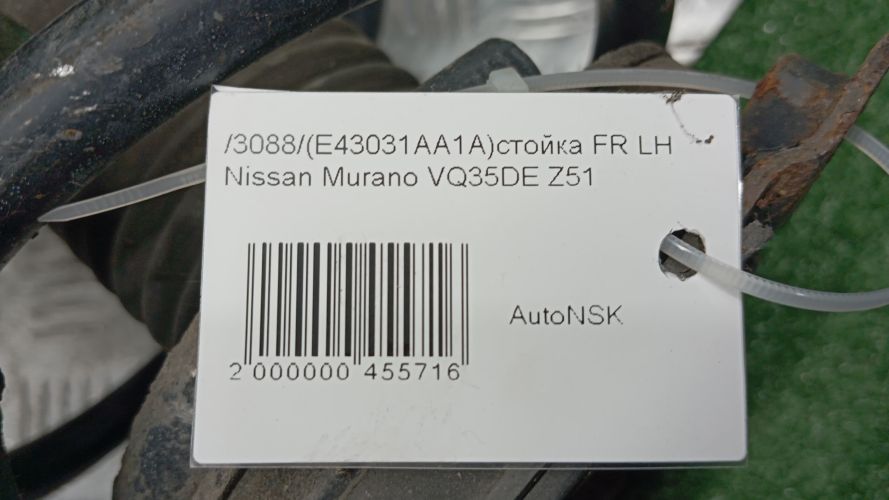 /3088/(E43031AA1A)стойка FR LH
Nissan Murano VQ35DE Z51
AutoNSK
2 000000 455716